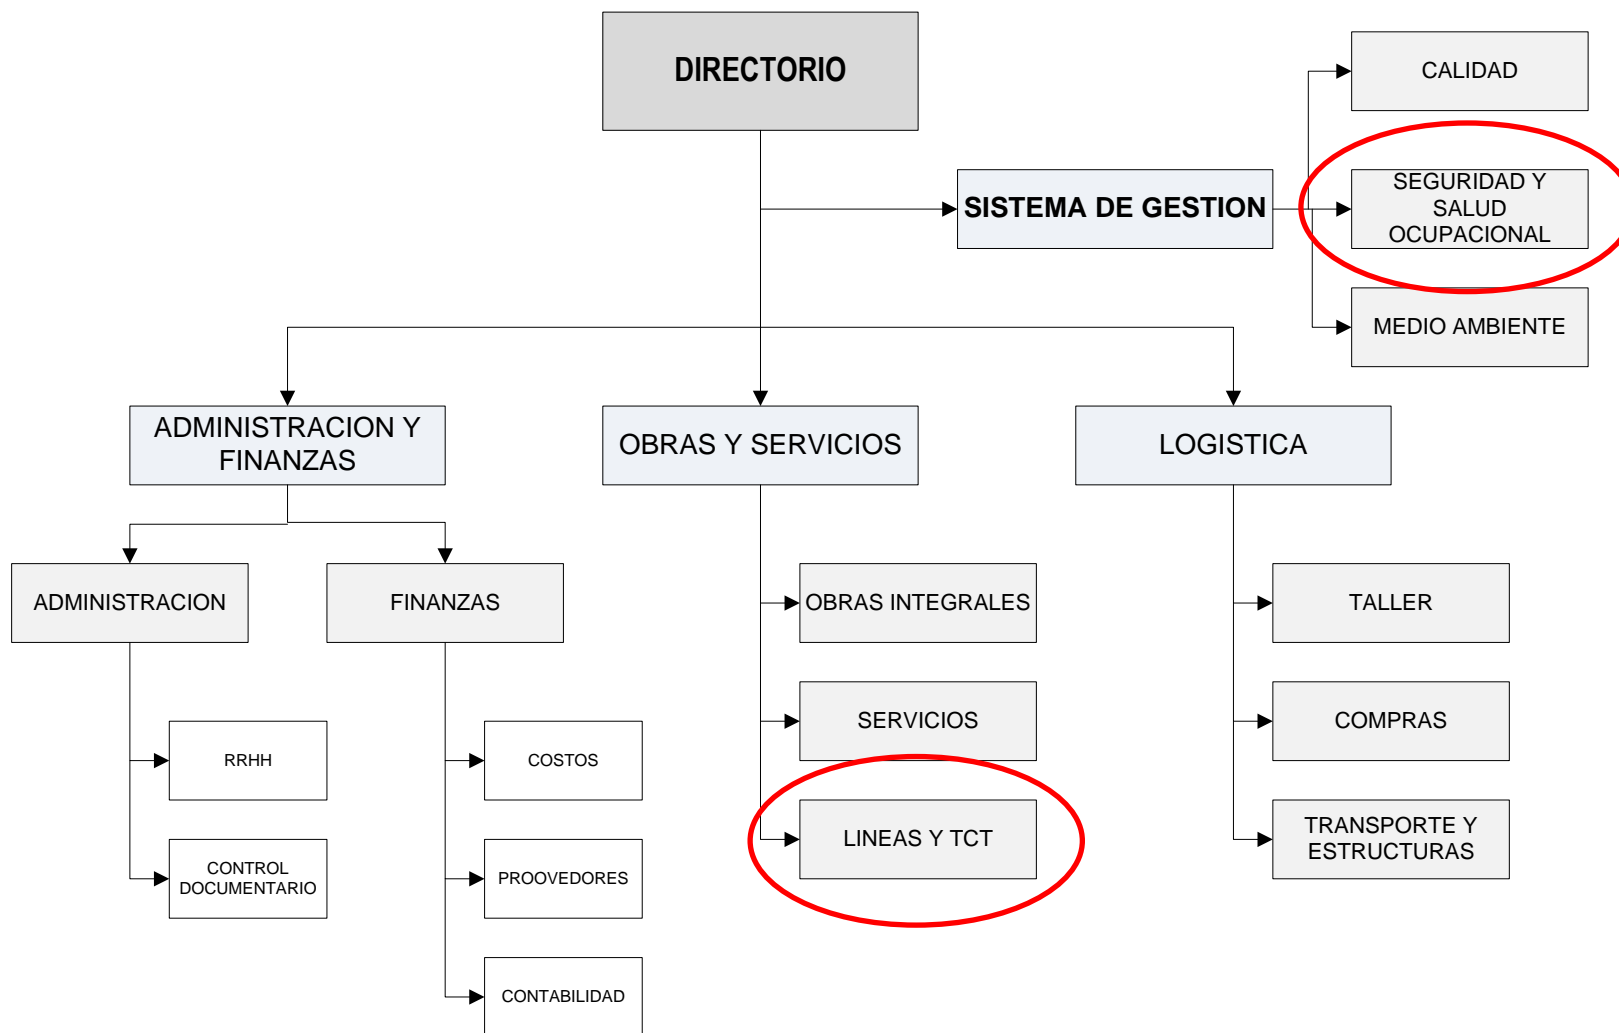 DIRECTORIO
CALIDAD
SISTEMA DE GESTION
SEGURIDAD Y
SALUD
OCUPACIONAL
MEDIO AMBIENTE
ADMINISTRACION Y
FINANZAS
OBRAS Y SERVICIOS
LOGISTICA
ADMINISTRACION
FINANZAS
OBRAS INTEGRALES
TALLER
RRHH
COSTOS
SERVICIOS
COMPRAS
CONTROL
DOCUMENTARIO
PROOVEDORES
LINEAS Y TCT
TRANSPORTE Y
ESTRUCTURAS
CONTABILIDAD